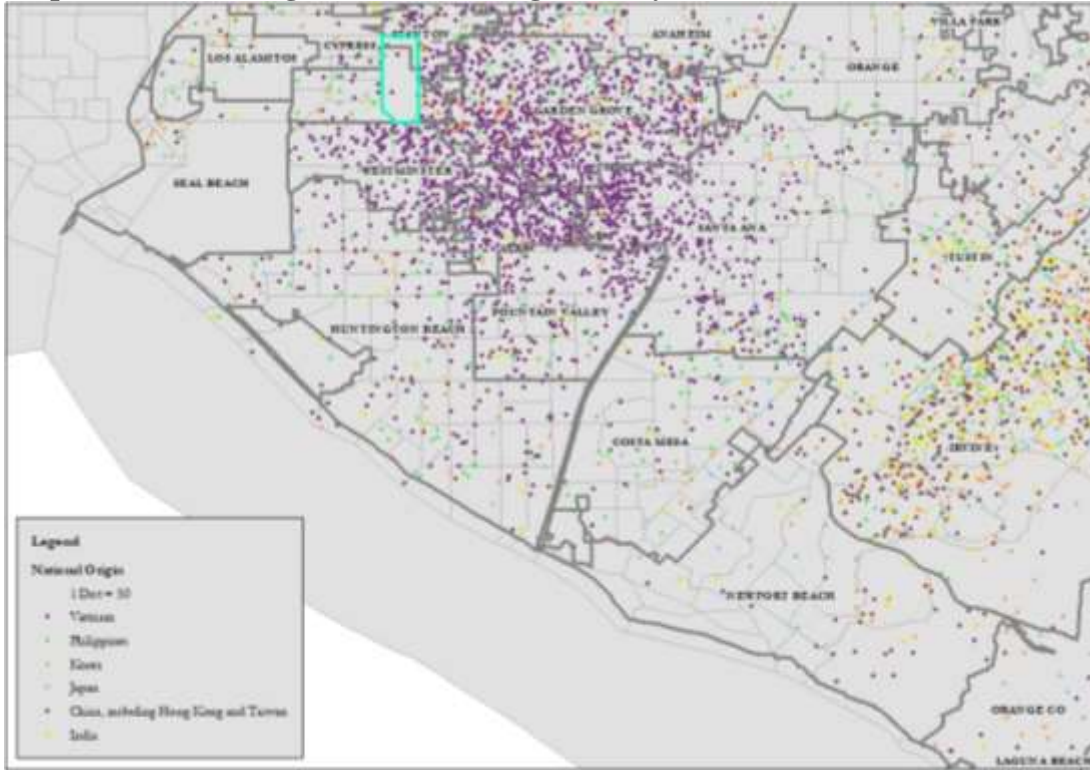 STANTON
VILLA PARK
CYPRESS
ANAHEIM
LOS ALAMITOS
ORANGE
GARDEN GROVE
WESTMINSTER
SEAL BEACH
SANTA ANA
TUSTIN
FOUNTAIN VALLEY
HUNTINGTON BEACH
COSTA MESA
IRVINE
NEWPORT BEACH
ORANGE CO
LAGUNA BEACH
Legend
National Origin
1 Dot = 50
Vietnam
Philippines
Korea
Japan
China, including Hong Kong and Taiwan
India